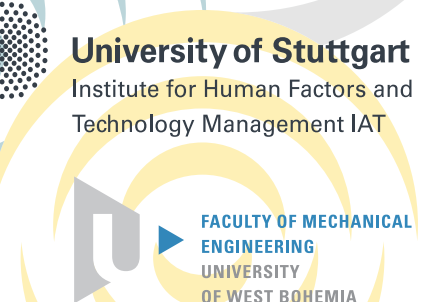 University of Stuttgart
Institute for Human Factors and
Technology Management IAT
FACULTY OF MECHANICAL
ENGINEERING
UNIVERSITY
OF WEST BOHEMIA